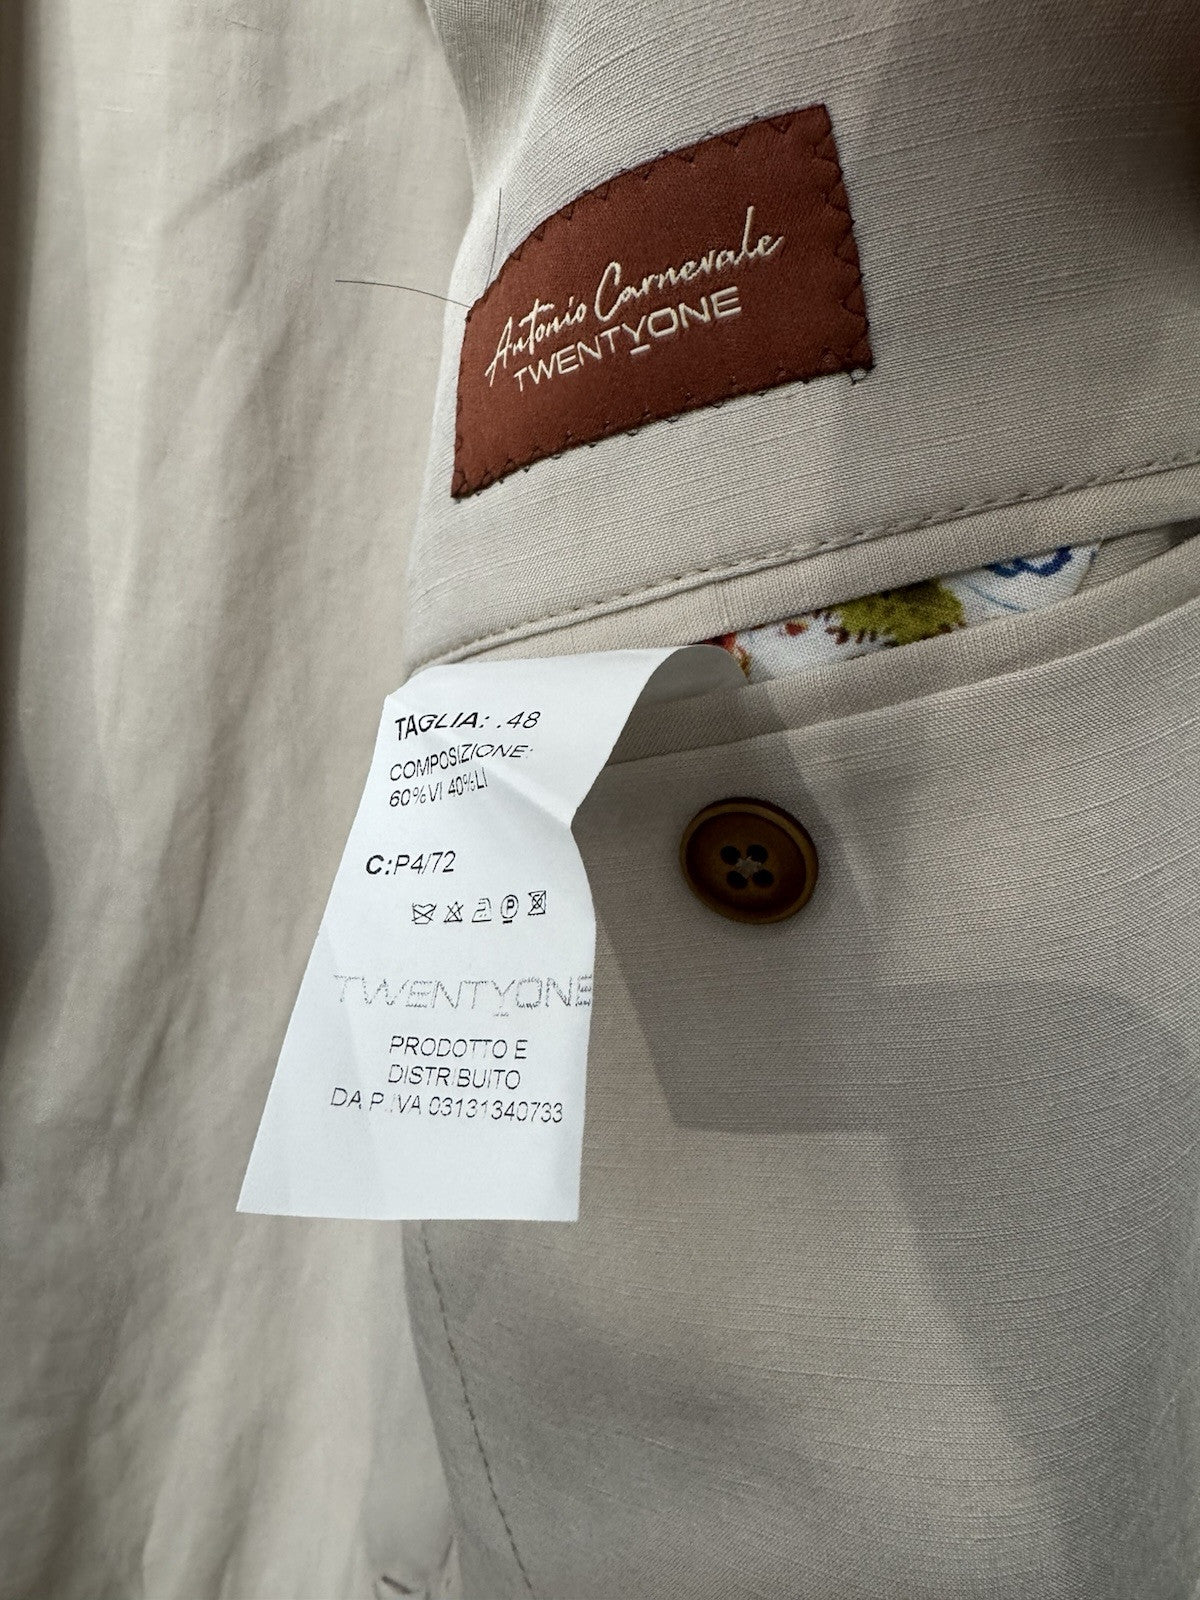 Antonio Carnevale
TWENTYONE
TAGLIA: .48
COMPOSIZIONE:
60%VI 40%LI
C:P4/72
P
TWENTYONE
PRODOTTO E
DISTRIBUITO
DA P.IVA 03131340733